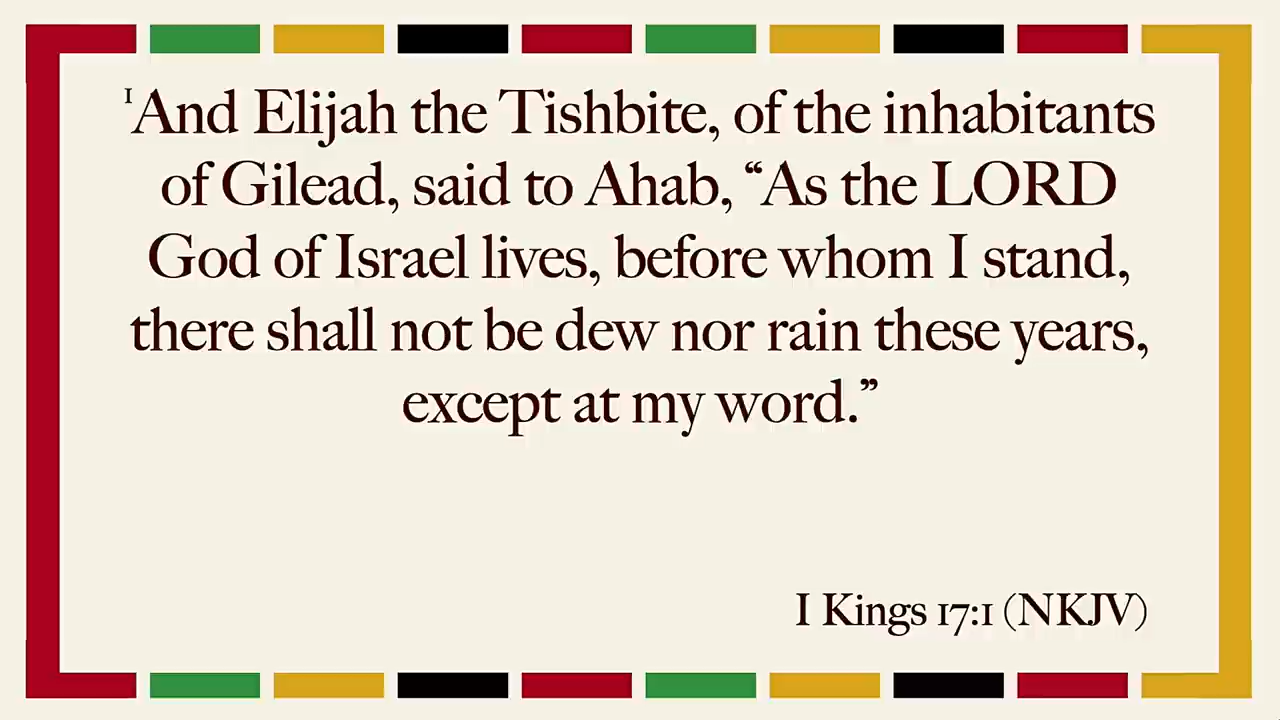 ¹And Elijah the Tishbite, of the inhabitants
of Gilead, said to Ahab, “As the LORD
God of Israel lives, before whom I stand,
there shall not be dew nor rain these years,
except at my word.”
I Kings 17:1 (NKJV)